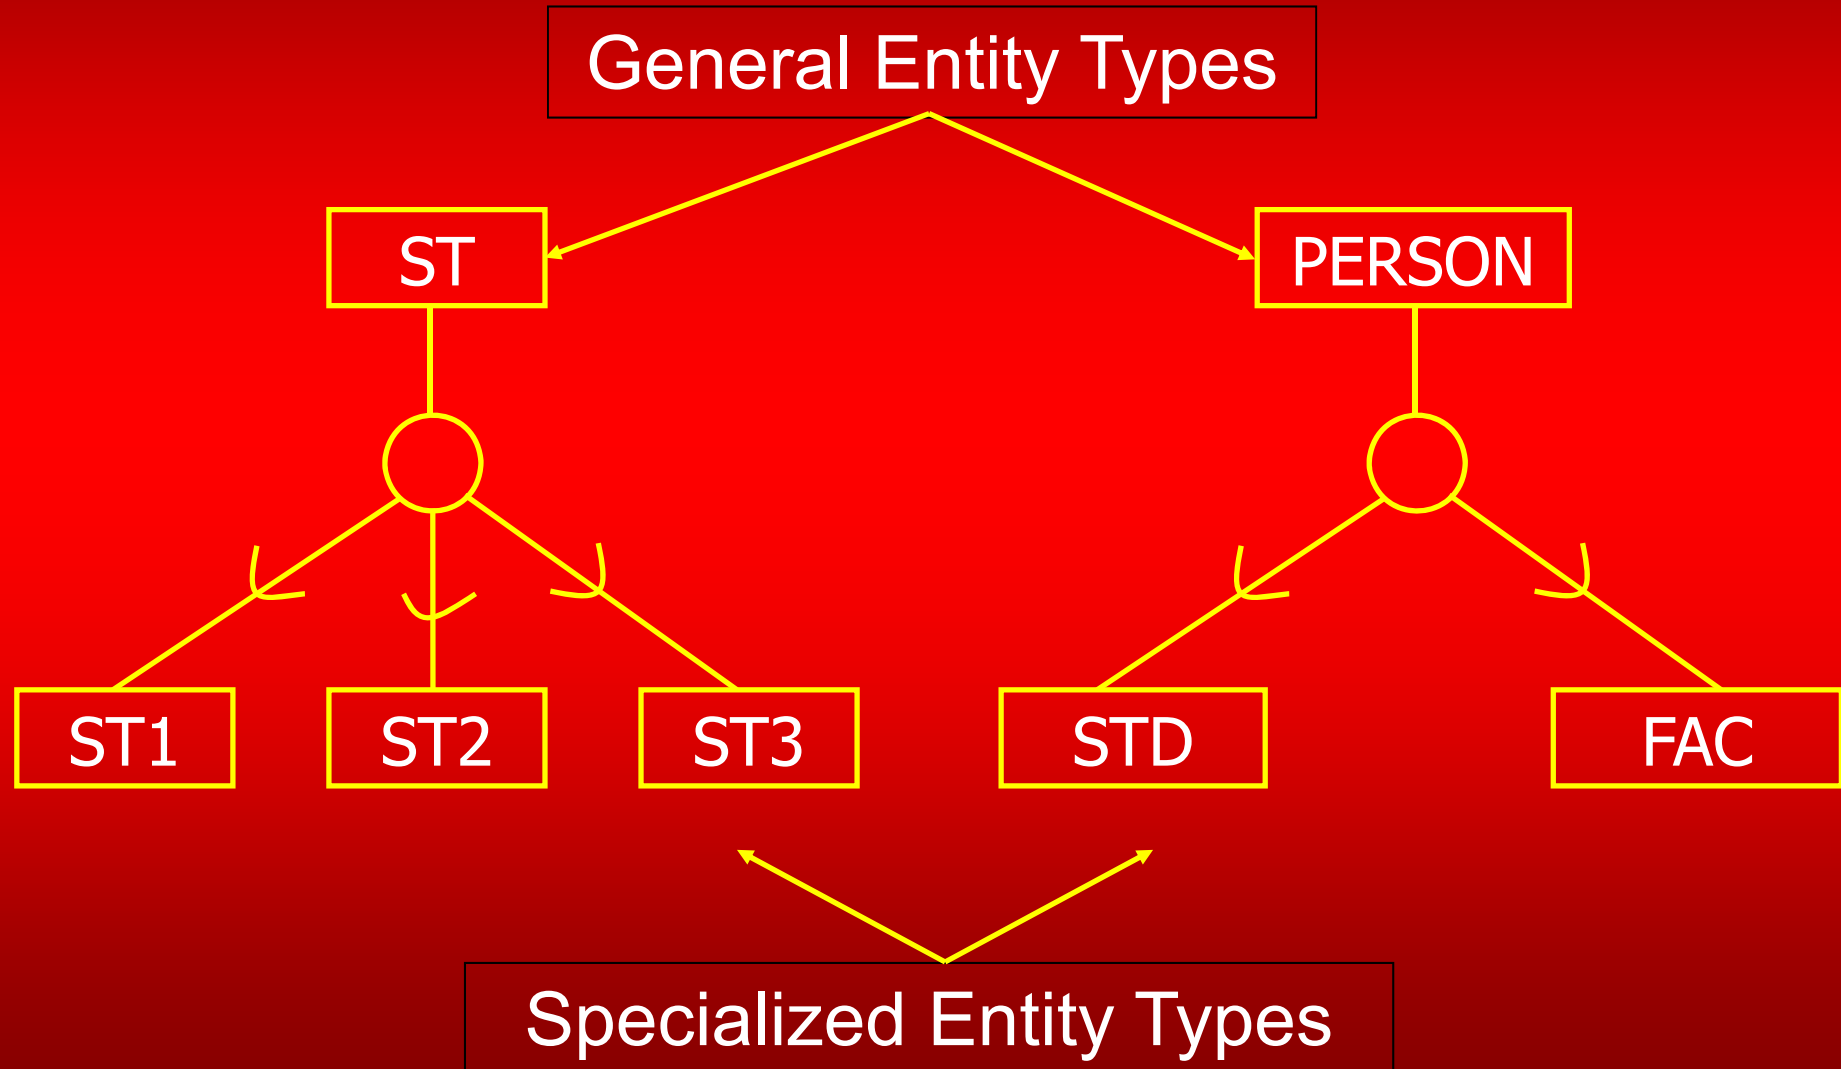 General Entity Types
ST
PERSON
ST1
ST2
ST3
STD
FAC
Specialized Entity Types